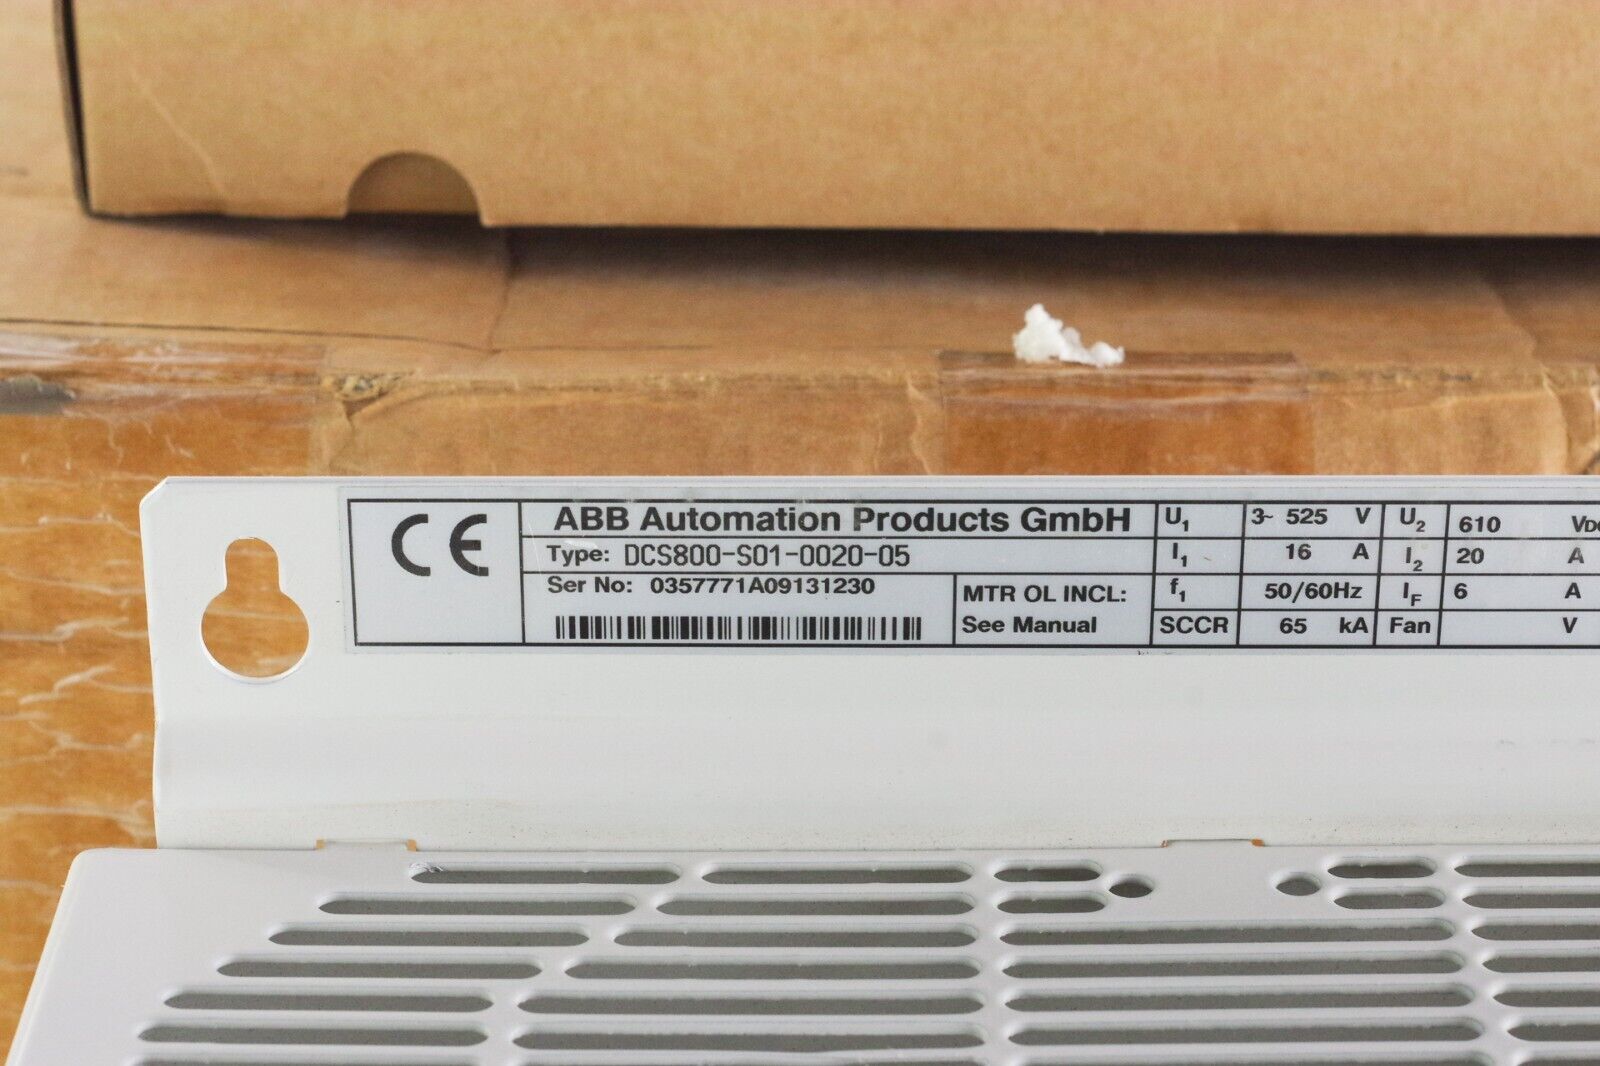 CE ABB Automation Products GmbH U1 3~ 525 V U2 610 VDC
Type: DCS800-S01-0020-05 I1 16 A I2 20 A
Ser No: 0357771A09131230 MTR OL INCL: f1 50/60Hz IF 6 A
See Manual SCCR 65 kA Fan V